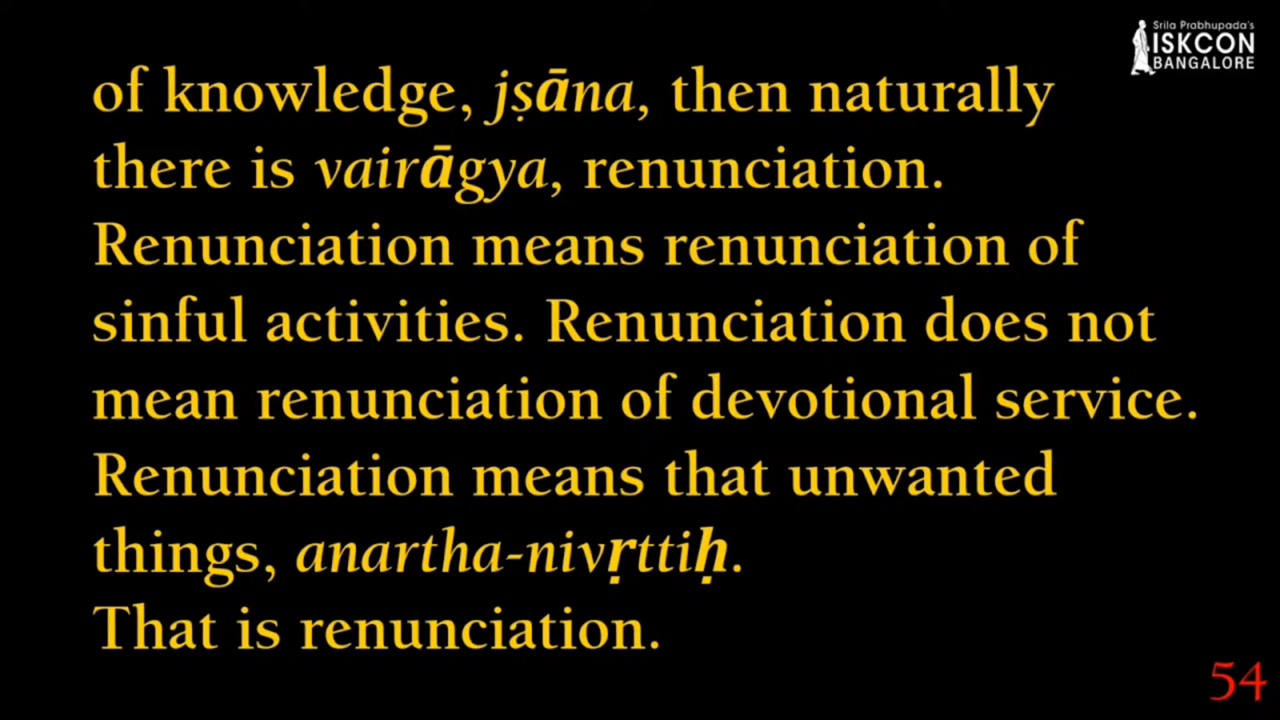 Srila Prabhupada's
ISKCON
BANGALORE
of knowledge, jṣāna, then naturally
there is vairāgya, renunciation.
Renunciation means renunciation of
sinful activities. Renunciation does not
mean renunciation of devotional service.
Renunciation means that unwanted
things, anartha-nivṛttiḥ.
That is renunciation.
54